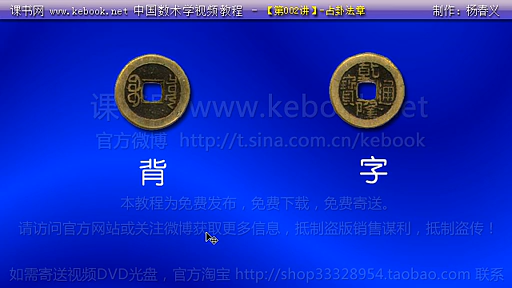 课书网 www.kebook.net 中国数术学视频教程 - 【第002讲】-占卦法章 制作：杨春义
乾隆通寶
课书网 www.kebook.net
官方微博 http://t.sina.com.cn/kebook
背 字
本教程为免费发布，免费下载，免费寄送。
请访问官方网站或关注微博获取更多信息，抵制盗版销售谋利，抵制盗传！
如需寄送视频DVD光盘，官方淘宝 http://shop33328954.taobao.com 联系